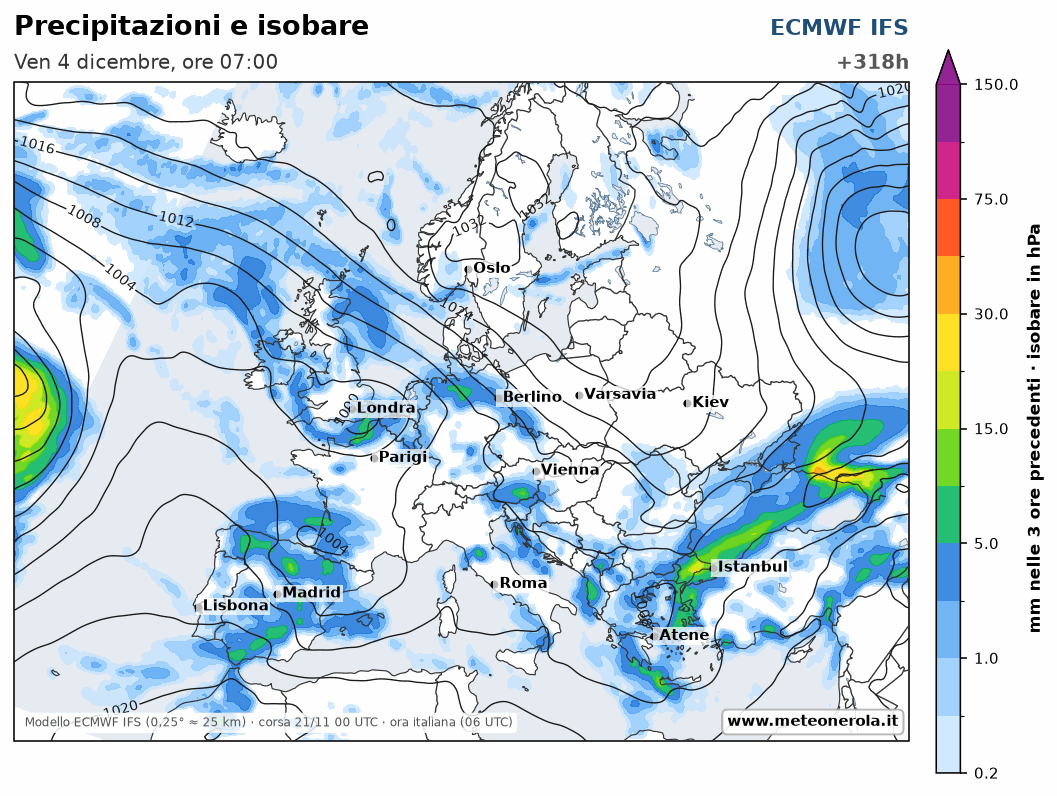 Precipitazioni e isobare
ECMWF IFS
Ven 4 dicembre, ore 07:00
+318h
1020
150.0
1016
75.0
1008
1012
1032
1004
Oslo
1024
30.0
Berlino
Varsavia
Kiev
Londra
15.0
Parigi
Vienna
1004
5.0
Istanbul
Roma
Madrid
Lisbona
Atene
1.0
1020
Modello ECMWF IFS (0,25° ≈ 25 km) · corsa 21/11 00 UTC · ora italiana (06 UTC)
www.meteonerola.it
0.2
mm nelle 3 ore precedenti · isobare in hPa